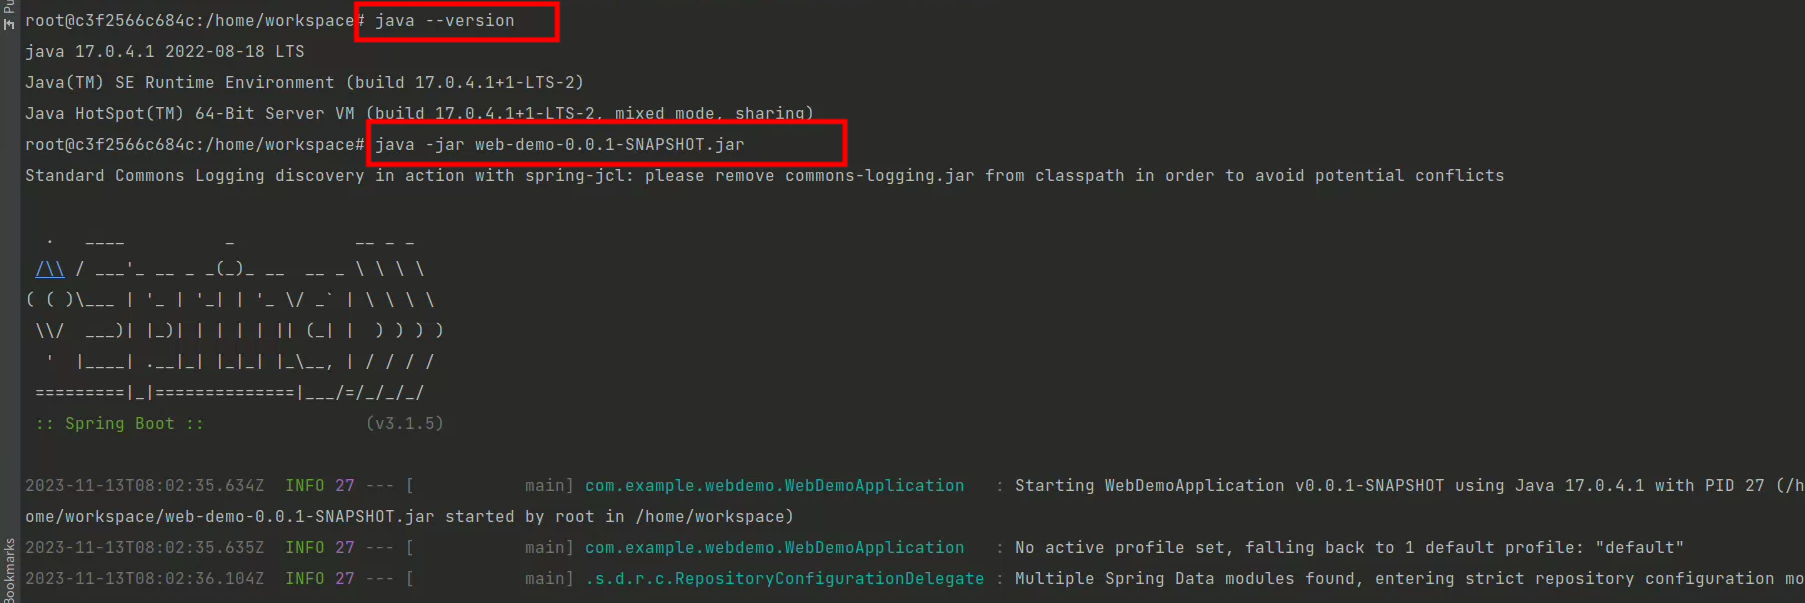 Pu
root@c3f2566c684c:/home/workspace# java --version
java 17.0.4.1 2022-08-18 LTS
Java(TM) SE Runtime Environment (build 17.0.4.1+1-LTS-2)
Java HotSpot(TM) 64-Bit Server VM (build 17.0.4.1+1-LTS-2, mixed mode, sharing)
root@c3f2566c684c:/home/workspace# java -jar web-demo-0.0.1-SNAPSHOT.jar
Standard Commons Logging discovery in action with spring-jcl: please remove commons-logging.jar from classpath in order to avoid potential conflicts
  .   ____          _            __ _ _
 /\\ / ___'_ __ _ _(_)_ __  __ _ \ \ \ \
( ( )\___ | '_ | '_| | '_ \/ _` | \ \ \ \
 \\/  ___)| |_)| | | | | || (_| |  ) ) ) )
  '  |____| .__|_| |_|_| |_\__, | / / / /
 =========|_|==============|___/=/_/_/_/
 :: Spring Boot ::                (v3.1.5)
2023-11-13T08:02:35.634Z  INFO 27 --- [           main] com.example.webdemo.WebDemoApplication   : Starting WebDemoApplication v0.0.1-SNAPSHOT using Java 17.0.4.1 with PID 27 (/h
ome/workspace/web-demo-0.0.1-SNAPSHOT.jar started by root in /home/workspace)
2023-11-13T08:02:35.635Z  INFO 27 --- [           main] com.example.webdemo.WebDemoApplication   : No active profile set, falling back to 1 default profile: "default"
2023-11-13T08:02:36.104Z  INFO 27 --- [           main] .s.d.r.c.RepositoryConfigurationDelegate : Multiple Spring Data modules found, entering strict repository configuration mo
Bookmarks